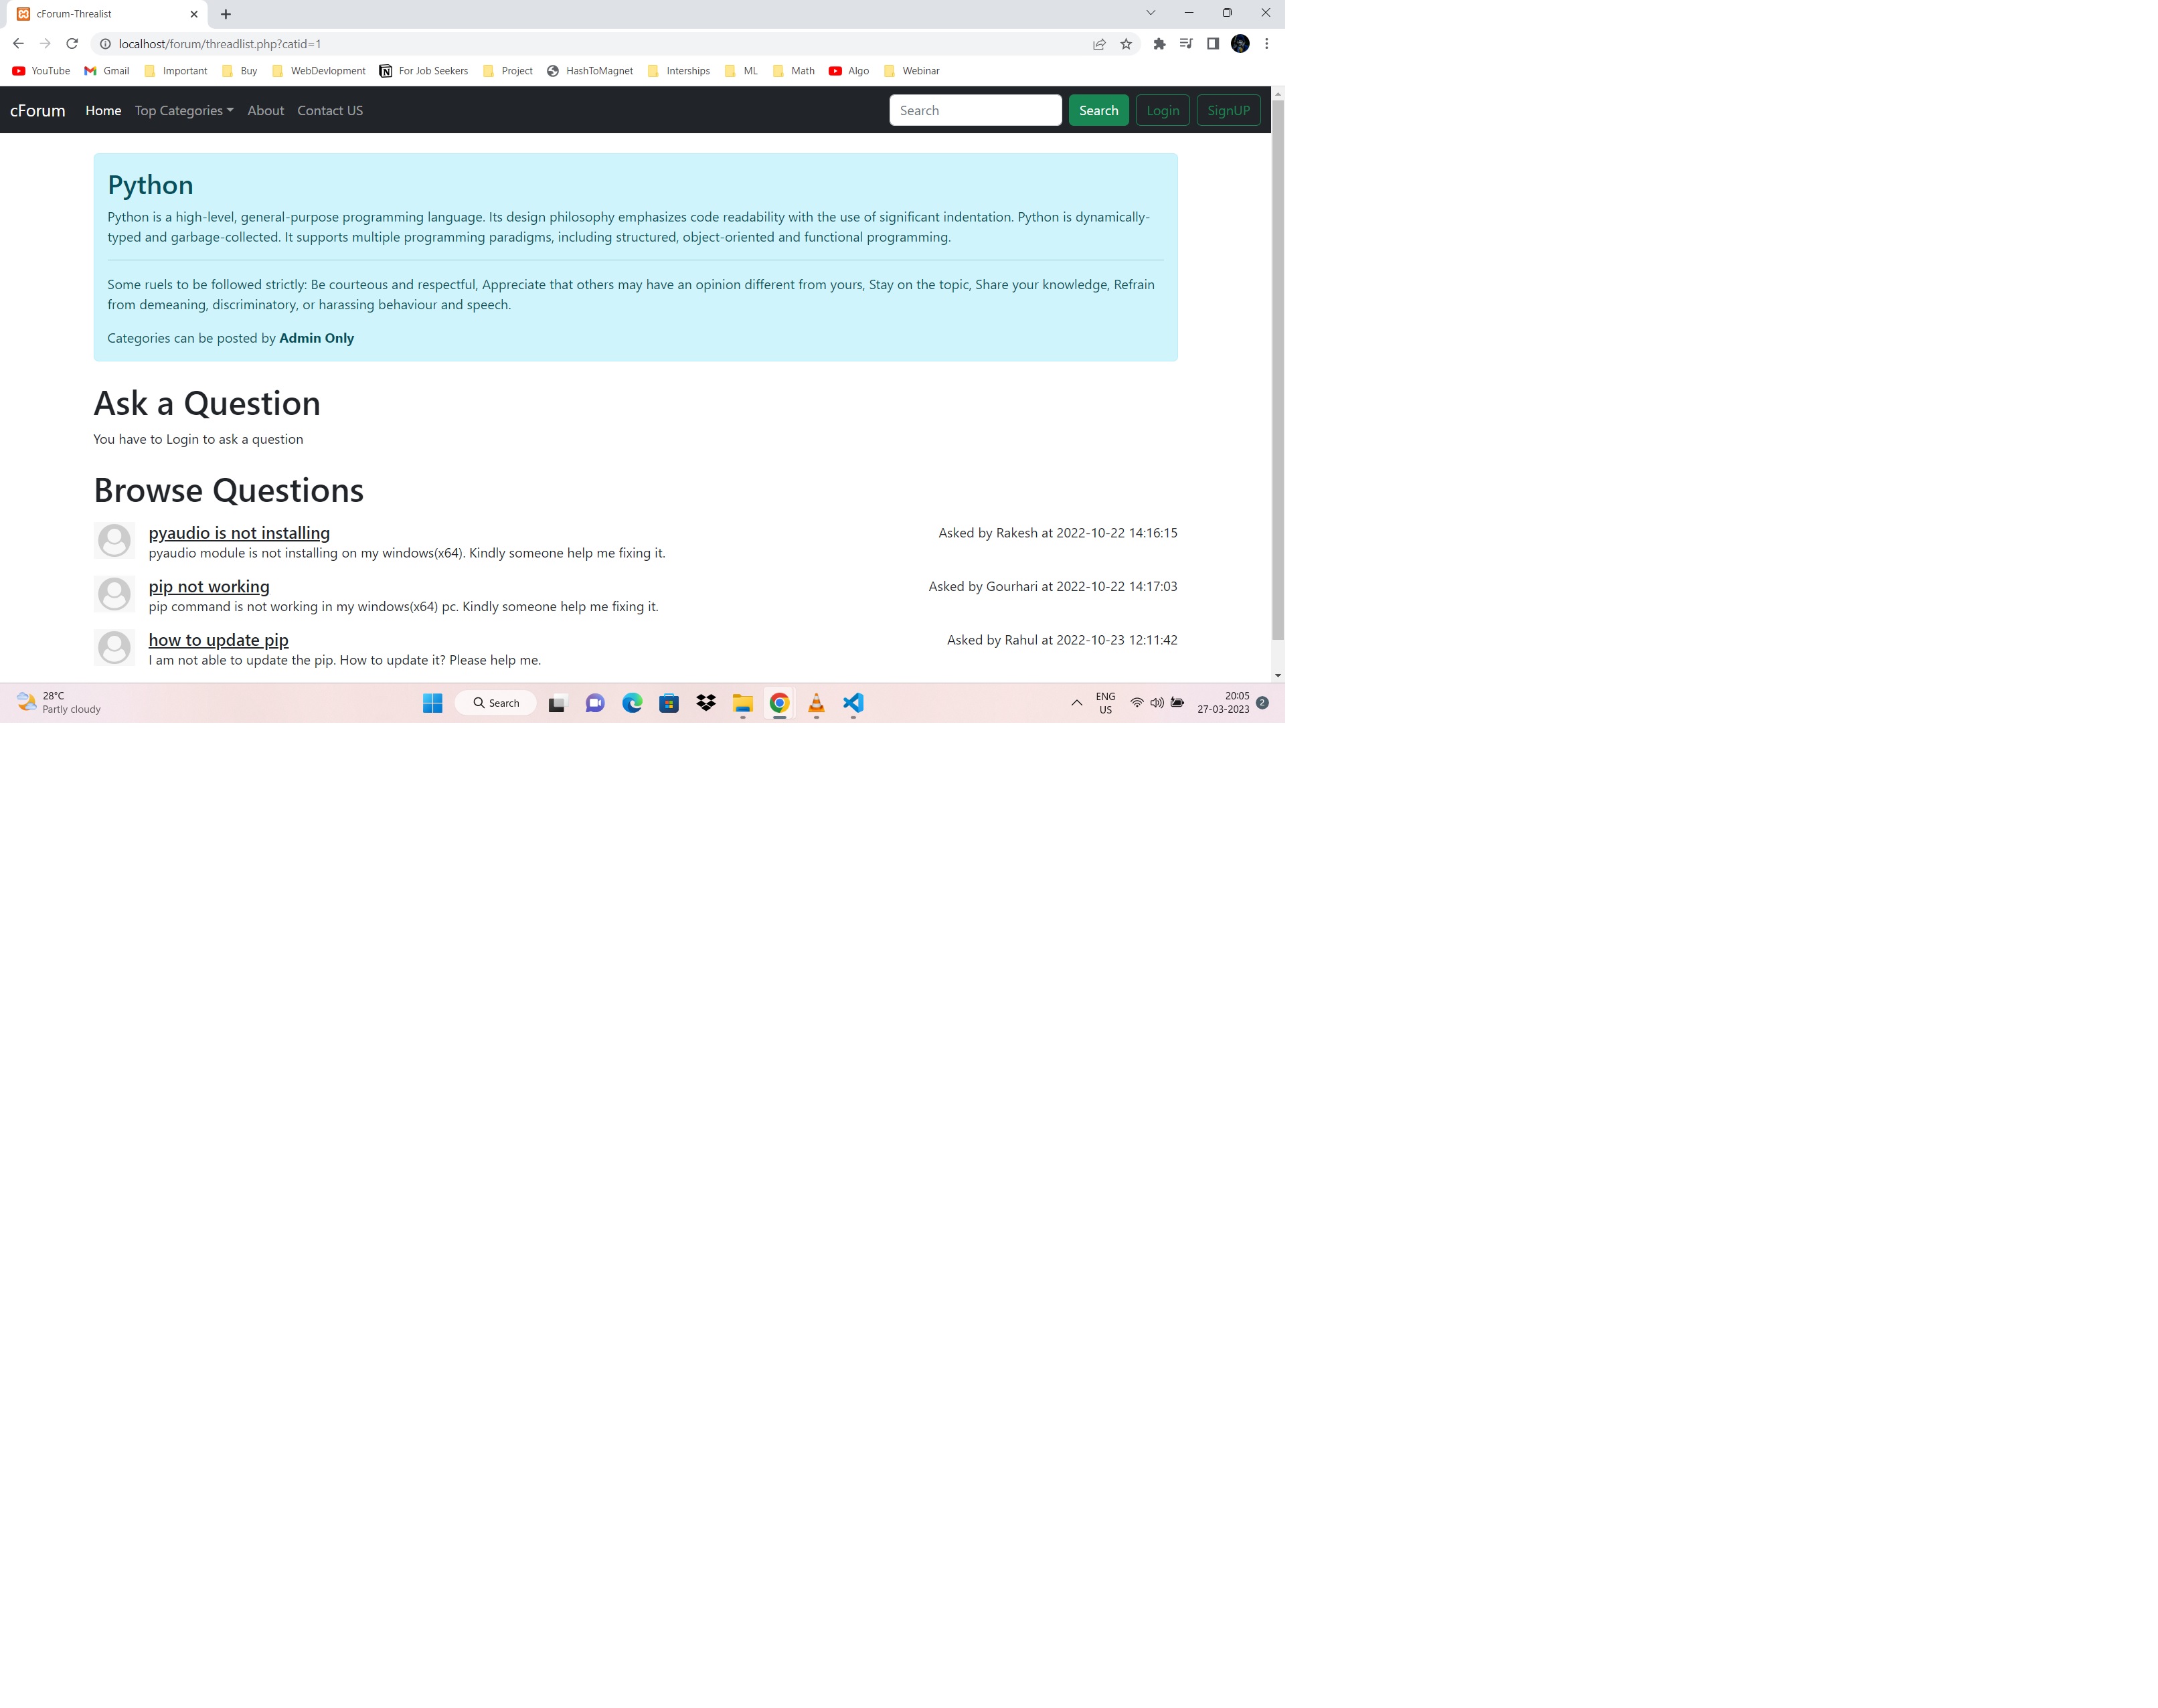 cForum-Threalist
localhost/forum/threadlist.php?catid=1
YouTube Gmail Important Buy WebDevlopment For Job Seekers Project HashToMagnet Interships ML Math Algo Webinar
cForum Home Top Categories About Contact US Search Search Login SignUP
Python
Python is a high-level, general-purpose programming language. Its design philosophy emphasizes code readability with the use of significant indentation. Python is dynamically-
typed and garbage-collected. It supports multiple programming paradigms, including structured, object-oriented and functional programming.
Some ruels to be followed strictly: Be courteous and respectful, Appreciate that others may have an opinion different from yours, Stay on the topic, Share your knowledge, Refrain
from demeaning, discriminatory, or harassing behaviour and speech.
Categories can be posted by Admin Only
Ask a Question
You have to Login to ask a question
Browse Questions
pyaudio is not installing Asked by Rakesh at 2022-10-22 14:16:15
pyaudio module is not installing on my windows(x64). Kindly someone help me fixing it.
pip not working Asked by Gourhari at 2022-10-22 14:17:03
pip command is not working in my windows(x64) pc. Kindly someone help me fixing it.
how to update pip Asked by Rahul at 2022-10-23 12:11:42
I am not able to update the pip. How to update it? Please help me.
28°C
Partly cloudy
Search
ENG
US
20:05
27-03-2023
2